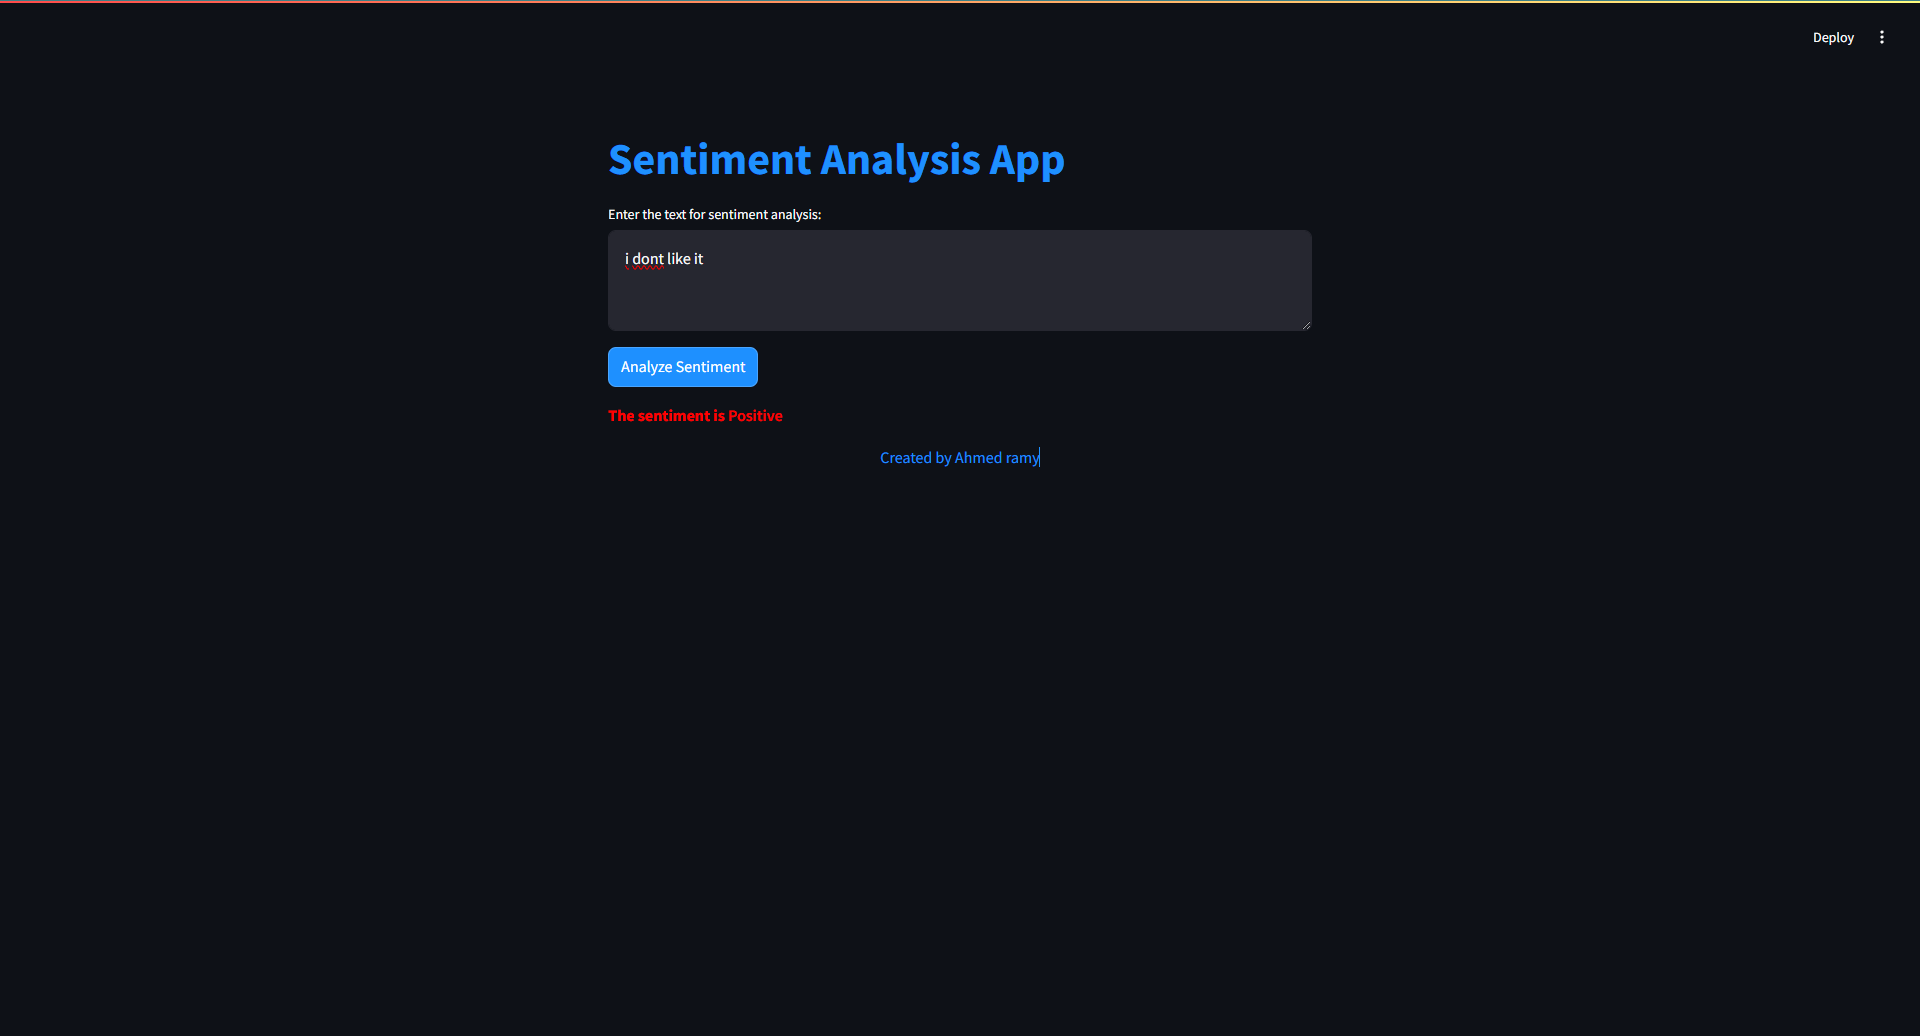 Deploy
Sentiment Analysis App
Enter the text for sentiment analysis:
i dont like it
Analyze Sentiment
The sentiment is Positive
Created by Ahmed ramy